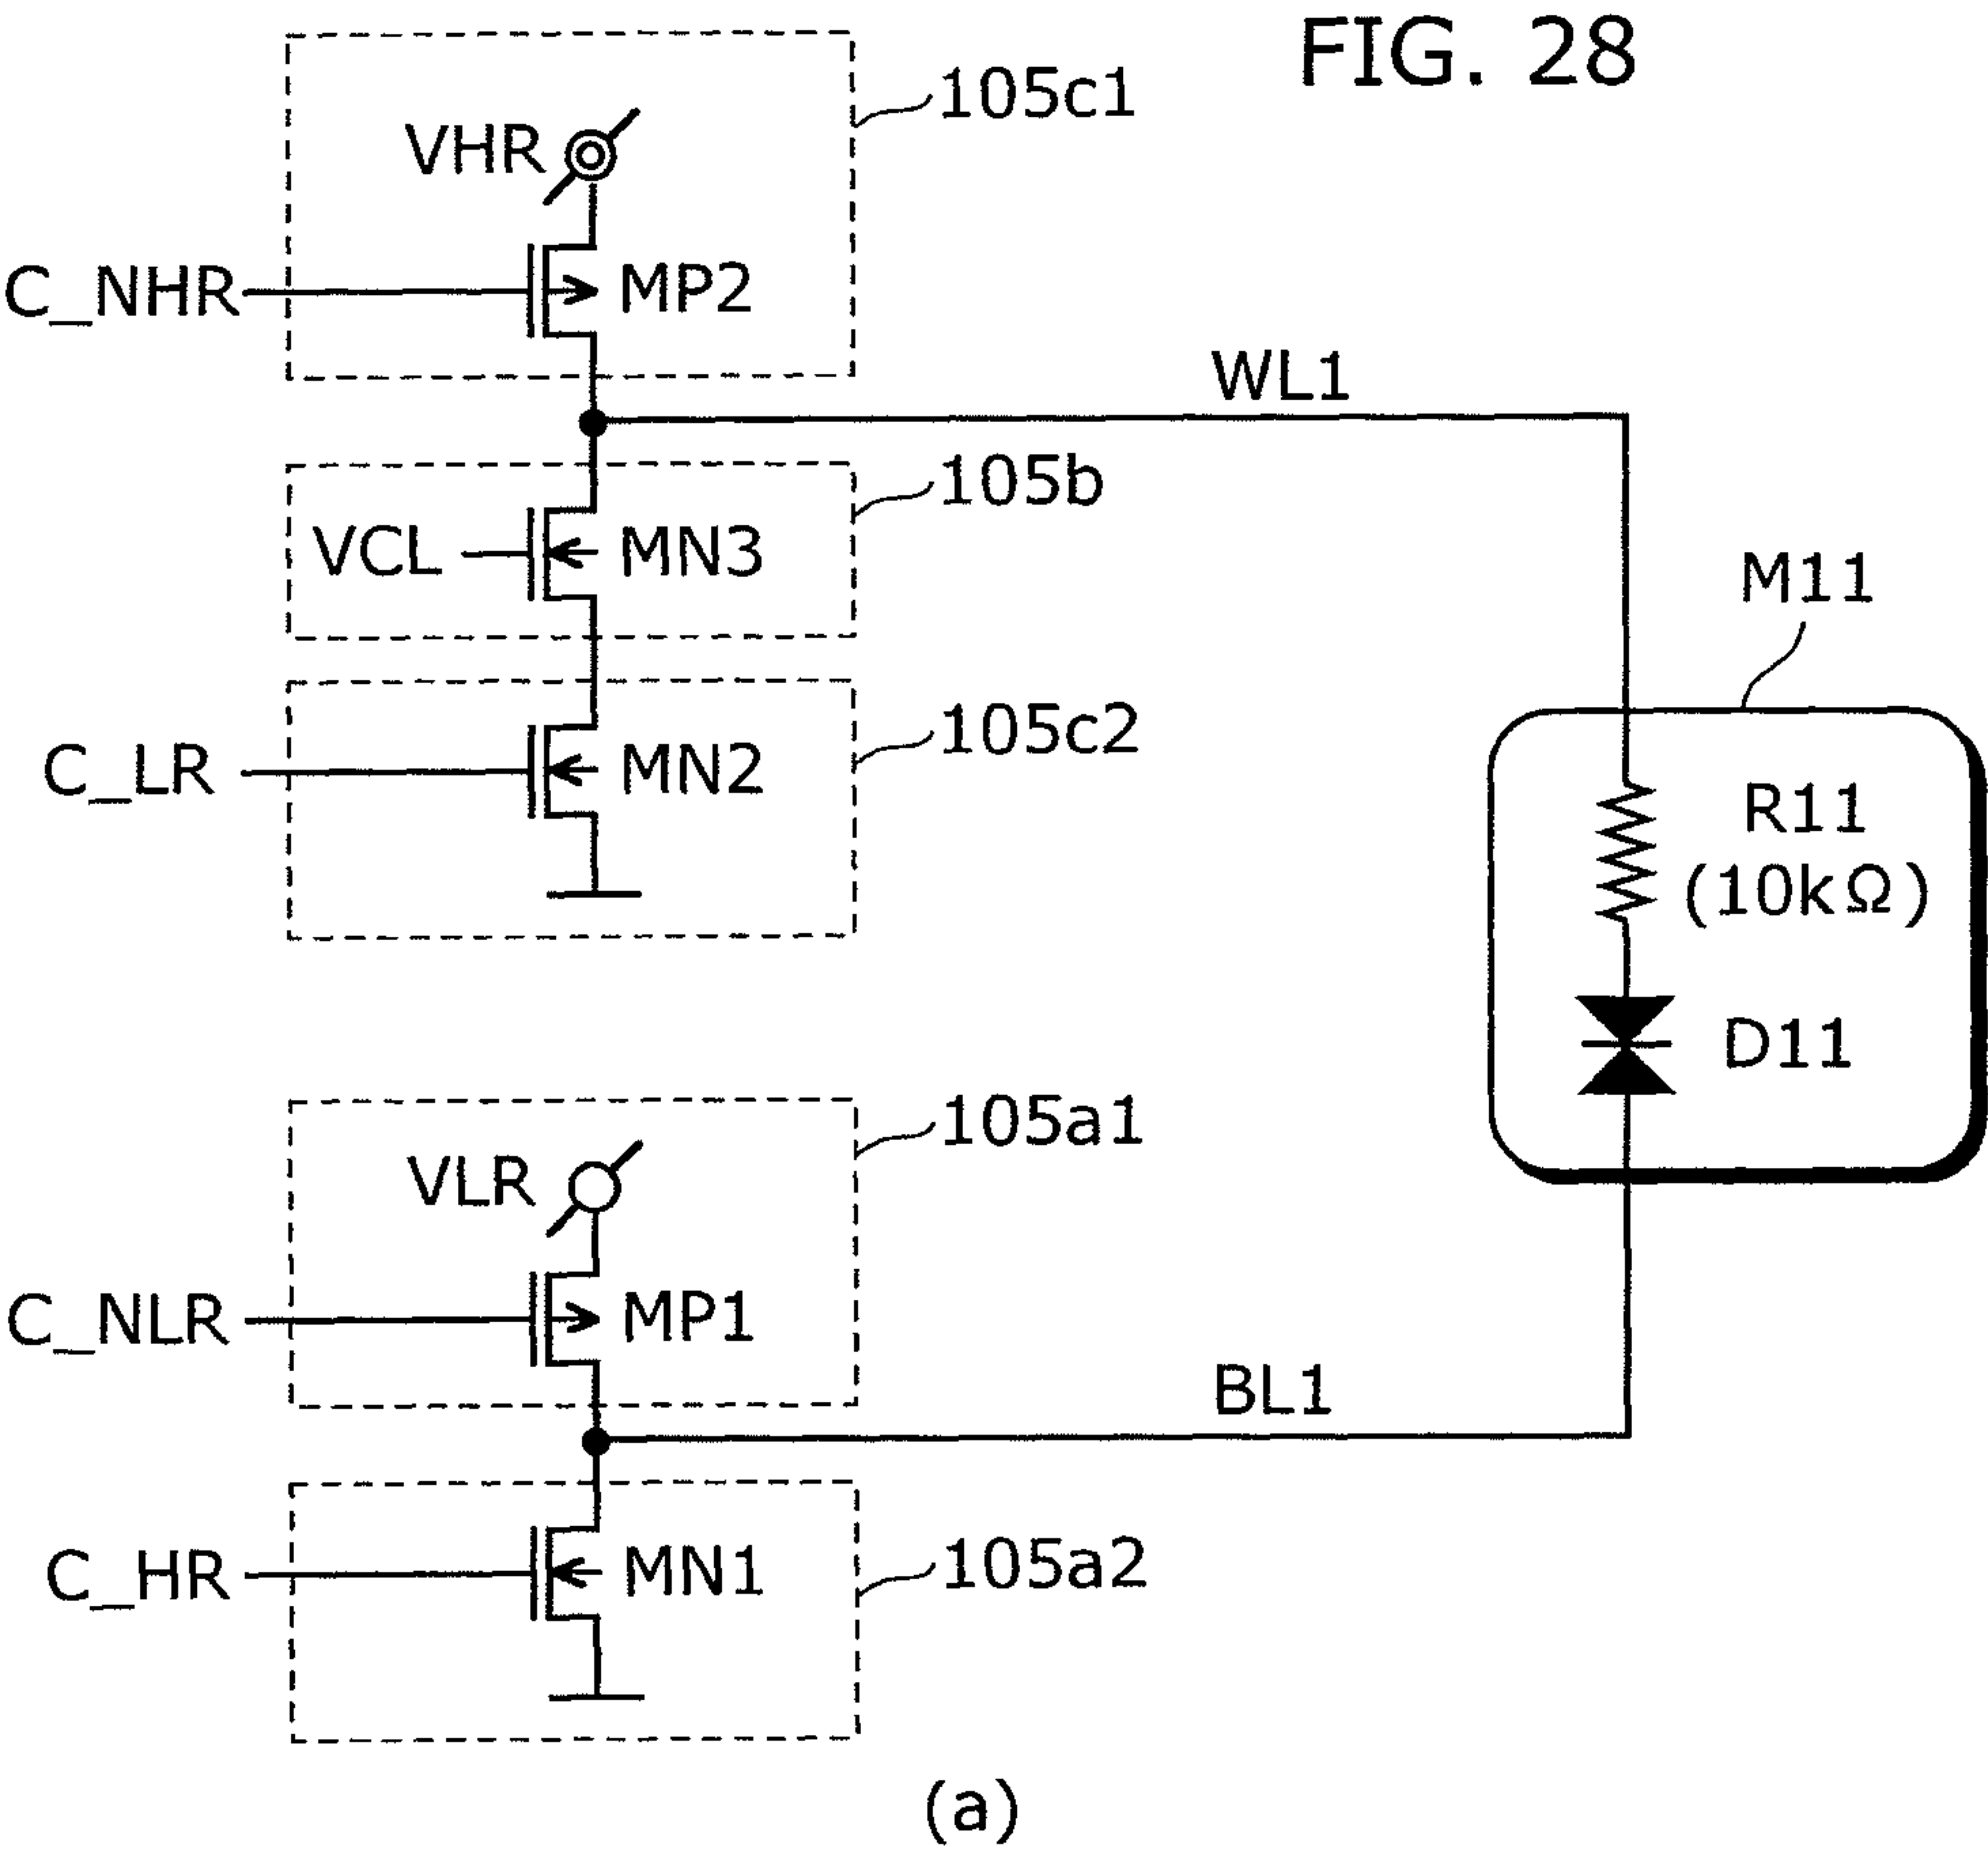 FIG. 28
105c1
VHR
C_NHR
MP2
WL1
105b
VCL
MN3
M11
105c2
C_LR
MN2
R11
(10kΩ)
D11
105a1
VLR
C_NLR
MP1
BL1
105a2
C_HR
MN1
(a)